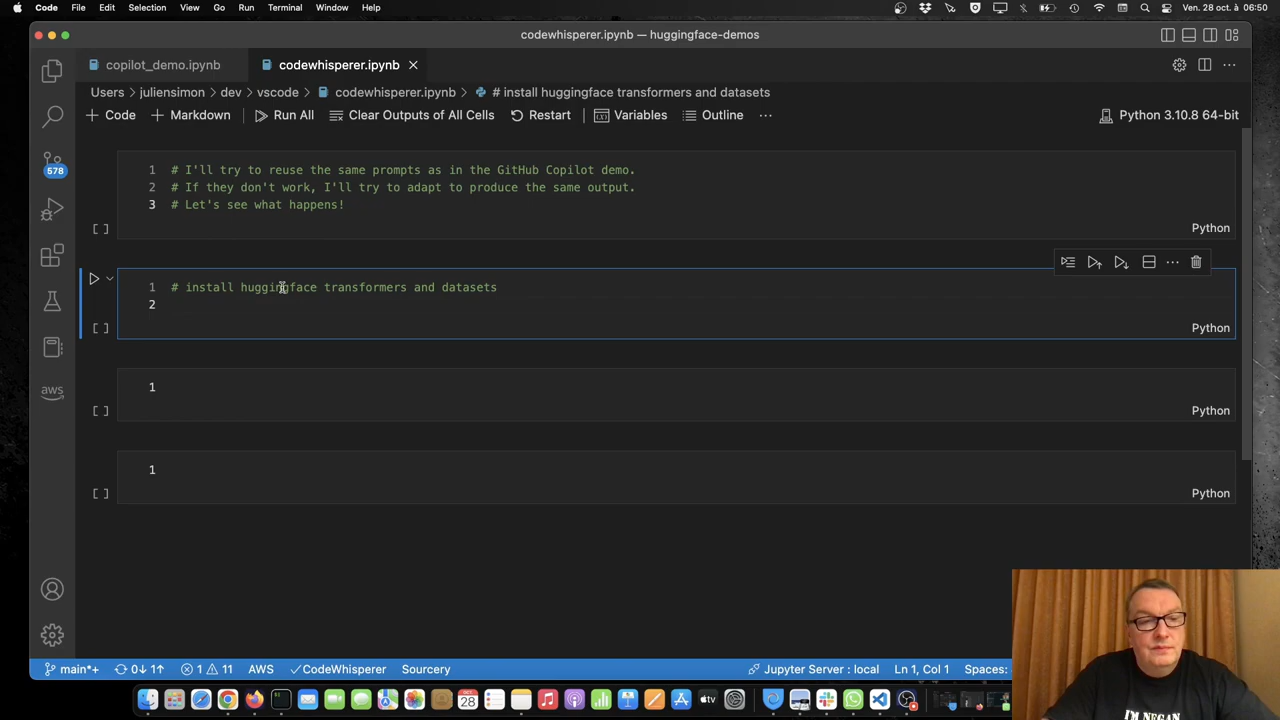 Code File Edit Selection View Go Run Terminal Window Help Ven. 28 oct. à 06:50
codewhisperer.ipynb — huggingface-demos
copilot_demo.ipynb codewhisperer.ipynb
Users > juliensimon > dev > vscode > codewhisperer.ipynb > # install huggingface transformers and datasets
+ Code + Markdown Run All Clear Outputs of All Cells Restart Variables Outline ... Python 3.10.8 64-bit
1 # I'll try to reuse the same prompts as in the GitHub Copilot demo.
578
2 # If they don't work, I'll try to adapt to produce the same output.
3 # Let's see what happens!
[ ] Python
1 # install huggingface transformers and datasets
2
[ ] Python
1
aws
[ ] Python
1
[ ] Python
main*+ 0↓ 1↑ 1 11 AWS CodeWhisperer Sourcery Jupyter Server : local Ln 1, Col 1 Spaces:
OCT
28
tv
I'M NEGAN